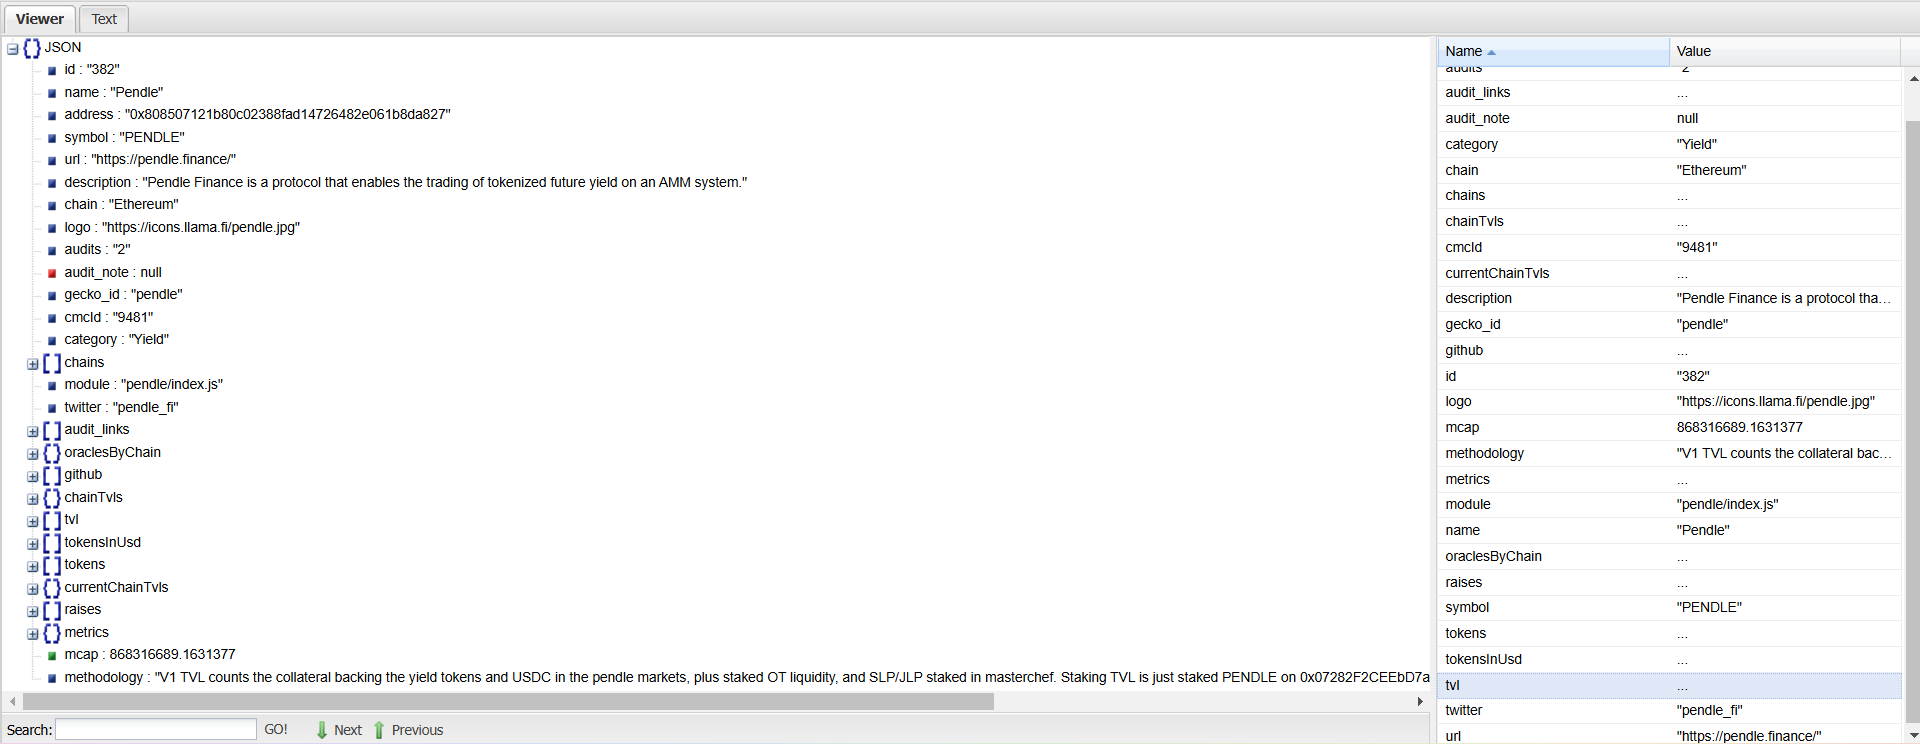 Viewer Text
JSON
id : "382"
name : "Pendle"
address : "0x808507121b80c02388fad14726482e061b8da827"
symbol : "PENDLE"
url : "https://pendle.finance/"
description : "Pendle Finance is a protocol that enables the trading of tokenized future yield on an AMM system."
chain : "Ethereum"
logo : "https://icons.llama.fi/pendle.jpg"
audits : "2"
audit_note : null
gecko_id : "pendle"
cmcId : "9481"
category : "Yield"
chains
module : "pendle/index.js"
twitter : "pendle_fi"
audit_links
oraclesByChain
github
chainTvls
tvl
tokensInUsd
tokens
currentChainTvls
raises
metrics
mcap : 868316689.1631377
methodology : "V1 TVL counts the collateral backing the yield tokens and USDC in the pendle markets, plus staked OT liquidity, and SLP/JLP staked in masterchef. Staking TVL is just staked PENDLE on 0x07282F2CEEbD7a
Search: GO! Next Previous
Name Value
audits "2"
audit_links ...
audit_note null
category "Yield"
chain "Ethereum"
chains ...
chainTvls ...
cmcId "9481"
currentChainTvls ...
description "Pendle Finance is a protocol tha...
gecko_id "pendle"
github ...
id "382"
logo "https://icons.llama.fi/pendle.jpg"
mcap 868316689.1631377
methodology "V1 TVL counts the collateral bac...
metrics ...
module "pendle/index.js"
name "Pendle"
oraclesByChain ...
raises ...
symbol "PENDLE"
tokens ...
tokensInUsd ...
tvl ...
twitter "pendle_fi"
url "https://pendle.finance/"